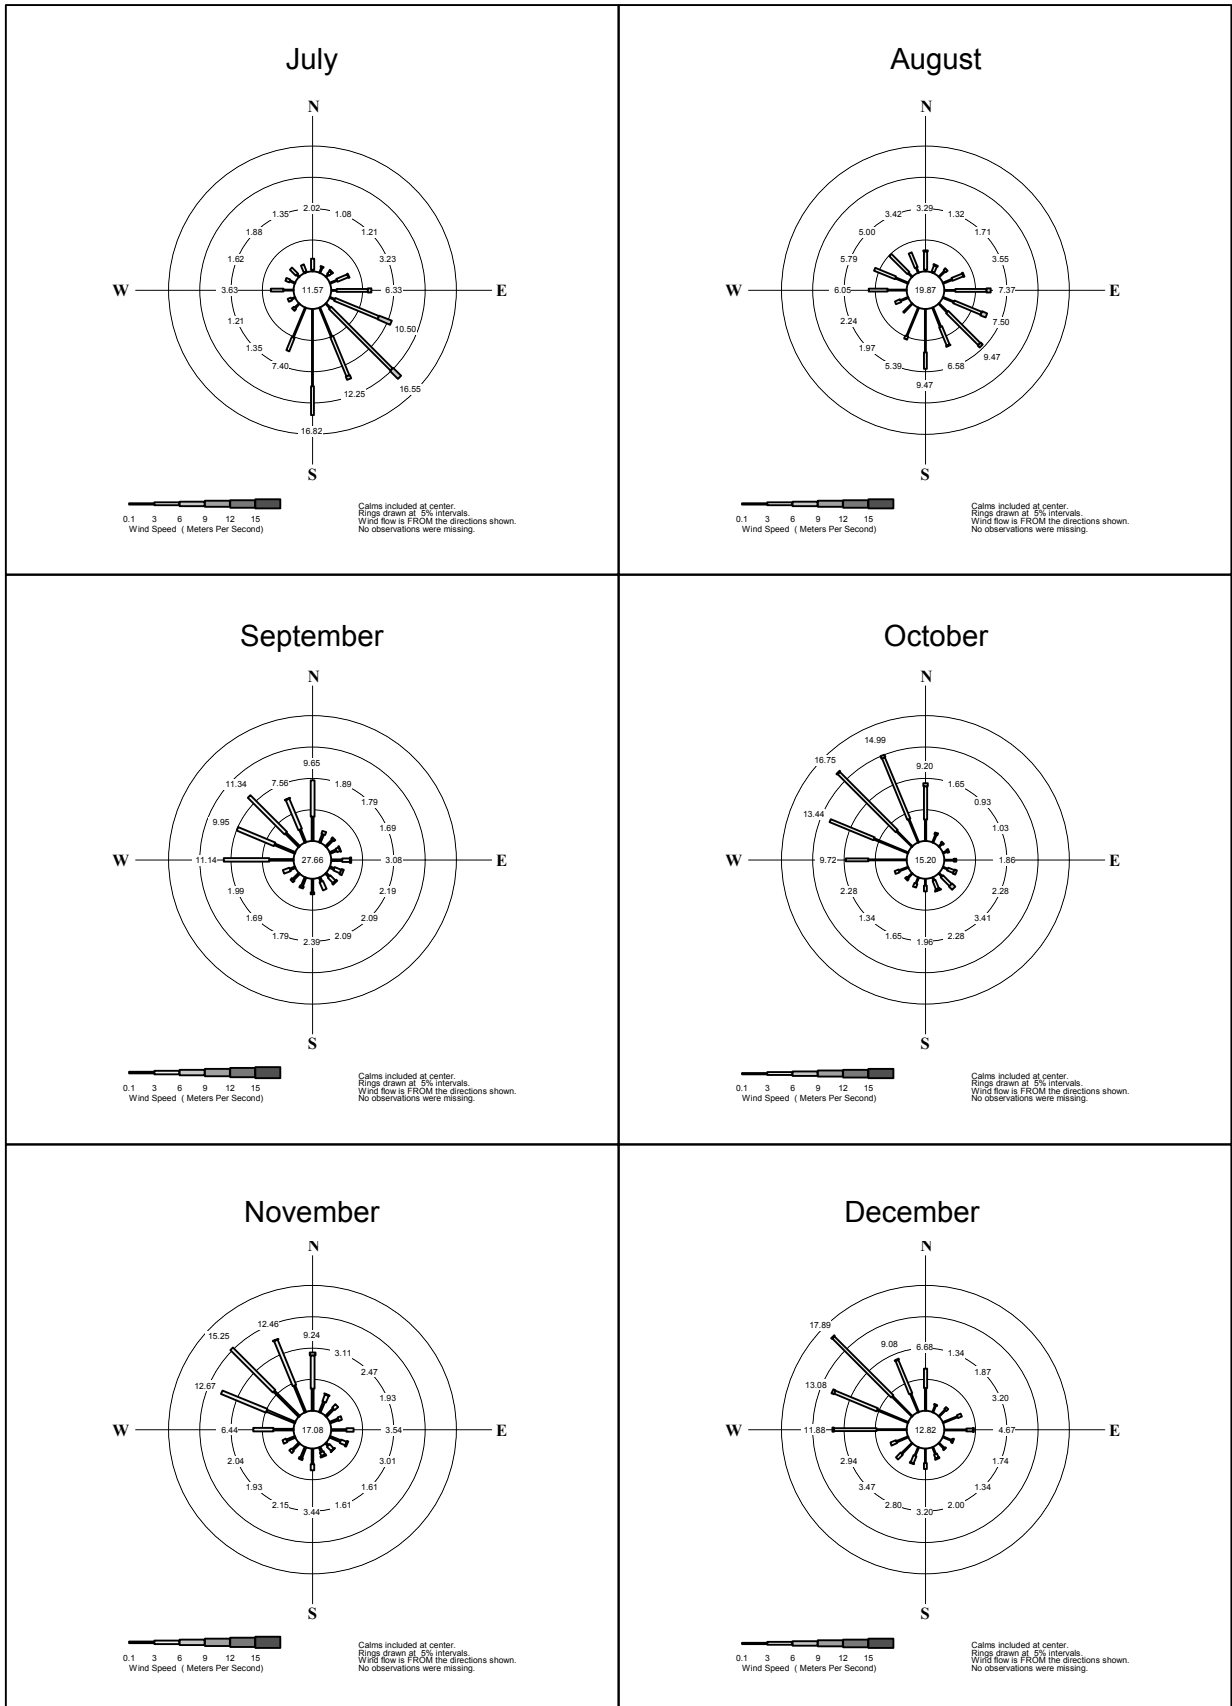 July
N
2.02
1.35 1.08
1.88 1.21
1.62 3.23
W 3.63 11.57 6.33 E
1.21 10.50
1.35
7.40 12.25 16.55
16.82
S
0.1 3 6 9 12 15
Wind Speed ( Meters Per Second)
Calms included at center.
Rings drawn at 5% intervals.
Wind flow is FROM the directions shown.
No observations were missing.
August
N
3.29
3.42 1.32
5.00 1.71
5.79 3.55
W 6.05 19.87 7.37 E
2.24 7.50
1.97 9.47
5.39 6.58
9.47
S
0.1 3 6 9 12 15
Wind Speed ( Meters Per Second)
Calms included at center.
Rings drawn at 5% intervals.
Wind flow is FROM the directions shown.
No observations were missing.
September
N
9.65
11.34 7.56 1.89
1.79
9.95 1.69
W 11.14 27.66 3.08 E
1.99 2.19
1.69 2.09
1.79 2.39 2.09
S
0.1 3 6 9 12 15
Wind Speed ( Meters Per Second)
Calms included at center.
Rings drawn at 5% intervals.
Wind flow is FROM the directions shown.
No observations were missing.
October
N
14.99
16.75 9.20
1.65
13.44 0.93
1.03
W 9.72 15.20 1.86 E
2.28 2.28
1.34 3.41
1.65 1.96 2.28
S
0.1 3 6 9 12 15
Wind Speed ( Meters Per Second)
Calms included at center.
Rings drawn at 5% intervals.
Wind flow is FROM the directions shown.
No observations were missing.
November
N
15.25 12.46 9.24
3.11
12.67 2.47
1.93
W 6.44 17.08 3.54 E
2.04 3.01
1.93 1.61
2.15 3.44 1.61
S
0.1 3 6 9 12 15
Wind Speed ( Meters Per Second)
Calms included at center.
Rings drawn at 5% intervals.
Wind flow is FROM the directions shown.
No observations were missing.
December
N
17.89
9.08 6.68 1.34
13.08 1.87
3.20
W 11.88 12.82 4.67 E
2.94 1.74
3.47 1.34
2.80 3.20 2.00
S
0.1 3 6 9 12 15
Wind Speed ( Meters Per Second)
Calms included at center.
Rings drawn at 5% intervals.
Wind flow is FROM the directions shown.
No observations were missing.